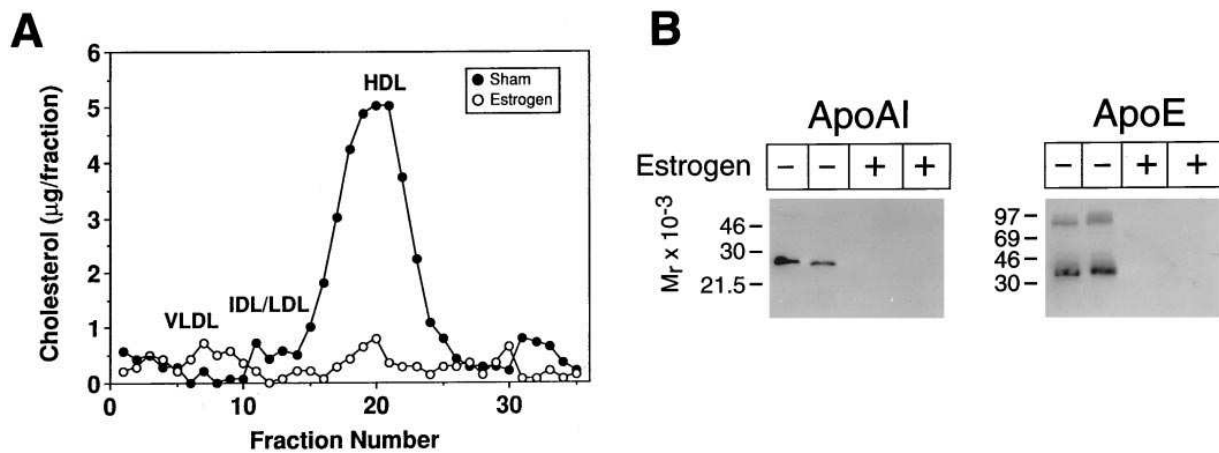 A
Cholesterol (μg/fraction)
6
5
4
3
2
1
0
0
10
20
30
Fraction Number
VLDL
IDL/LDL
HDL
Sham
Estrogen
B
ApoAI
Estrogen
− − + +
Mr x 10-3
46
30
21.5
ApoE
− − + +
97
69
46
30